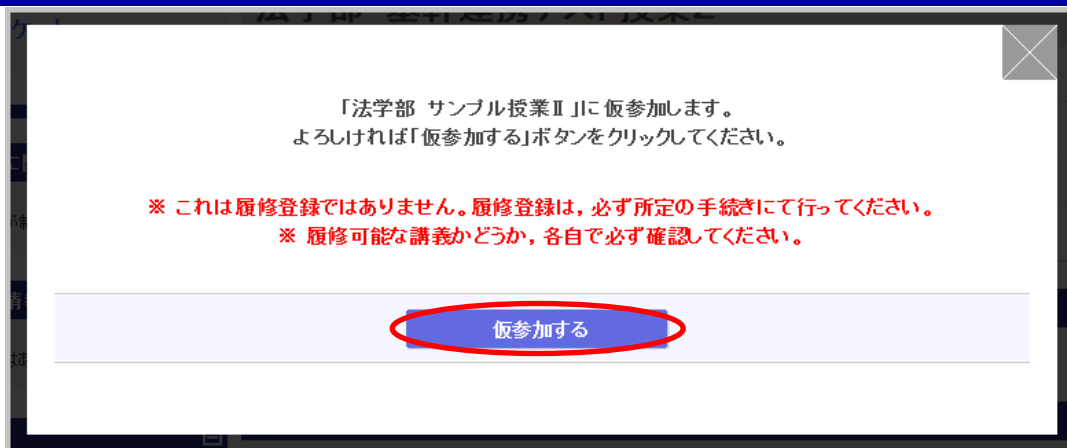 「法学部 サンプル授業Ⅱ」に仮参加します。
よろしければ「仮参加する」ボタンをクリックしてください。
※ これは履修登録ではありません。履修登録は，必ず所定の手続きにて行ってください。
※ 履修可能な講義かどうか，各自で必ず確認してください。
仮参加する